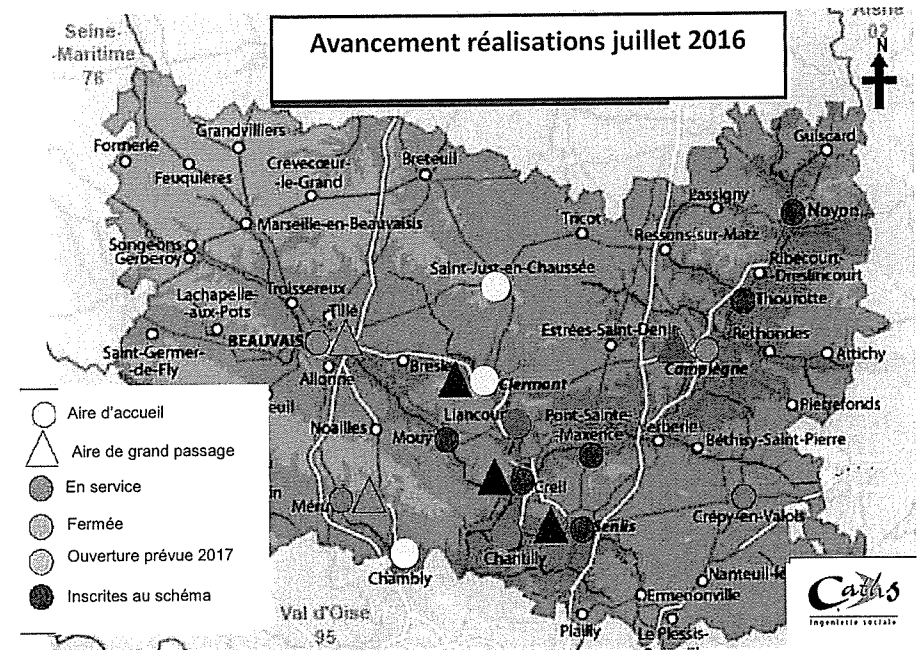 Avancement réalisations juillet 2016
Seine-
-Maritime
76
Aisne
02
N
Formerie
Grandvilliers
Feuquières
Crèvecœur-
-le-Grand
Breteuil
Guiscard
Lassigny
Noyon
Marseille-en-Beauvaisis
Tricot
Ressons-sur-Matz
Songeons
Gerberoy
Ribécourt-
-Dreslincourt
Saint-Just-en-Chaussée
Thourotte
Lachapelle-
-aux-Pots
Troissereux
Tillé
Estrées-Saint-Denis
Rethondes
BEAUVAIS
Saint-Germer-
-de-Fly
Allonne
Bresles
Clermont
Compiègne
Attichy
Pierrefonds
euil
Liancourt
Pont-Sainte-
-Maxence
Noailles
Mouy
Verberie
Béthisy-Saint-Pierre
Creil
in
Méru
Senlis
Crépy-en-Valois
Chantilly
Chambly
Nanteuil-le
Ermenonville
Val d'Oise
95
Plailly
Le Plessis-
Aire d'accueil
Aire de grand passage
En service
Fermée
Ouverture prévue 2017
Inscrites au schéma
Caths
Ingenierie sociale